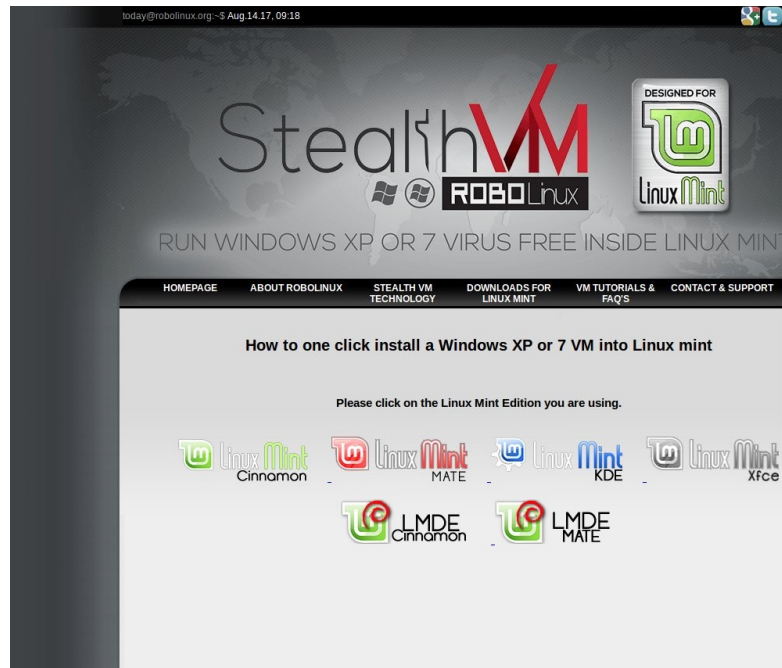 today@robolinux.org:~$ Aug.14.17, 09:18
StealthVM
ROBOLinux
DESIGNED FOR
Linux Mint
RUN WINDOWS XP OR 7 VIRUS FREE INSIDE LINUX MIN
HOMEPAGE ABOUT ROBOLINUX STEALTH VM TECHNOLOGY DOWNLOADS FOR LINUX MINT VM TUTORIALS & FAQ'S CONTACT & SUPPORT
How to one click install a Windows XP or 7 VM into Linux mint
Please click on the Linux Mint Edition you are using.
Linux Mint Cinnamon
Linux Mint MATE
Linux Mint KDE
Linux Mint Xfce
LMDE Cinnamon
LMDE MATE